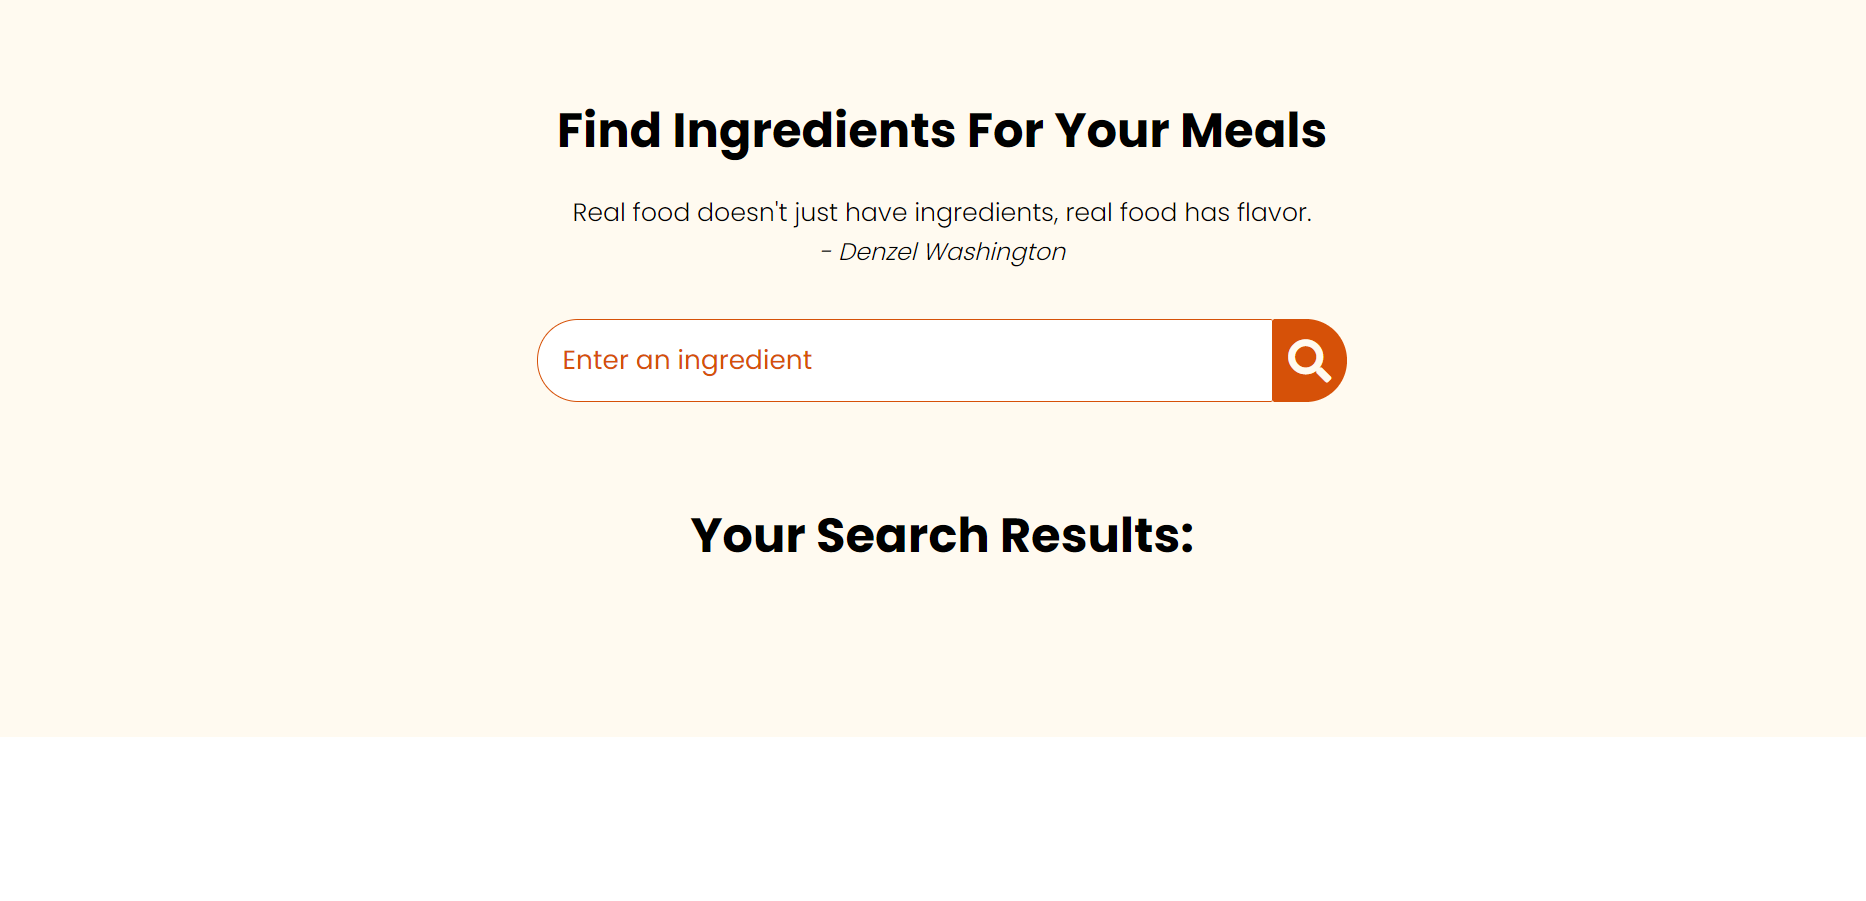 Find Ingredients For Your Meals
Real food doesn't just have ingredients, real food has flavor.
- Denzel Washington
Enter an ingredient
Your Search Results: